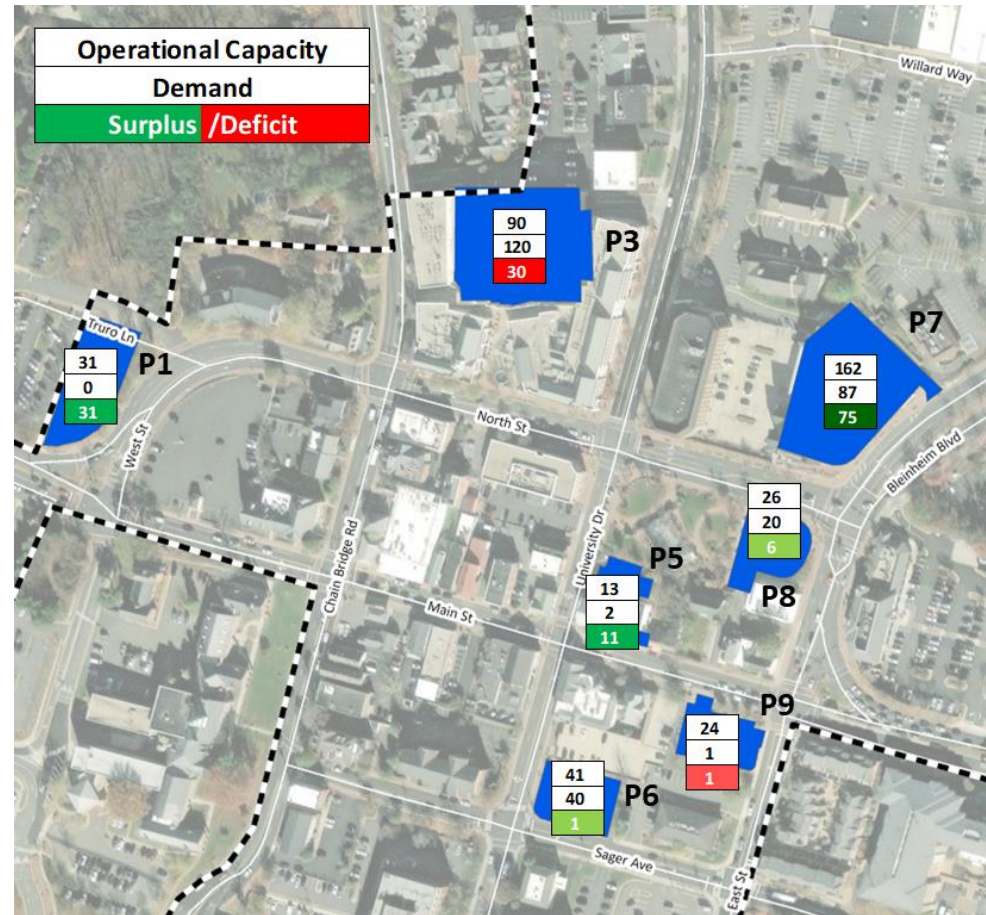 Operational Capacity
Demand
Surplus /Deficit
Willard Way
90
120
30
P3
Truro Ln
31
0
31
P1
West St
North St
162
87
75
P7
Bleinheim Blvd
26
20
6
P8
University Dr
P5
13
2
11
Chain Bridge Rd
Main St
P9
24
1
1
41
40
1
P6
Sager Ave
East St